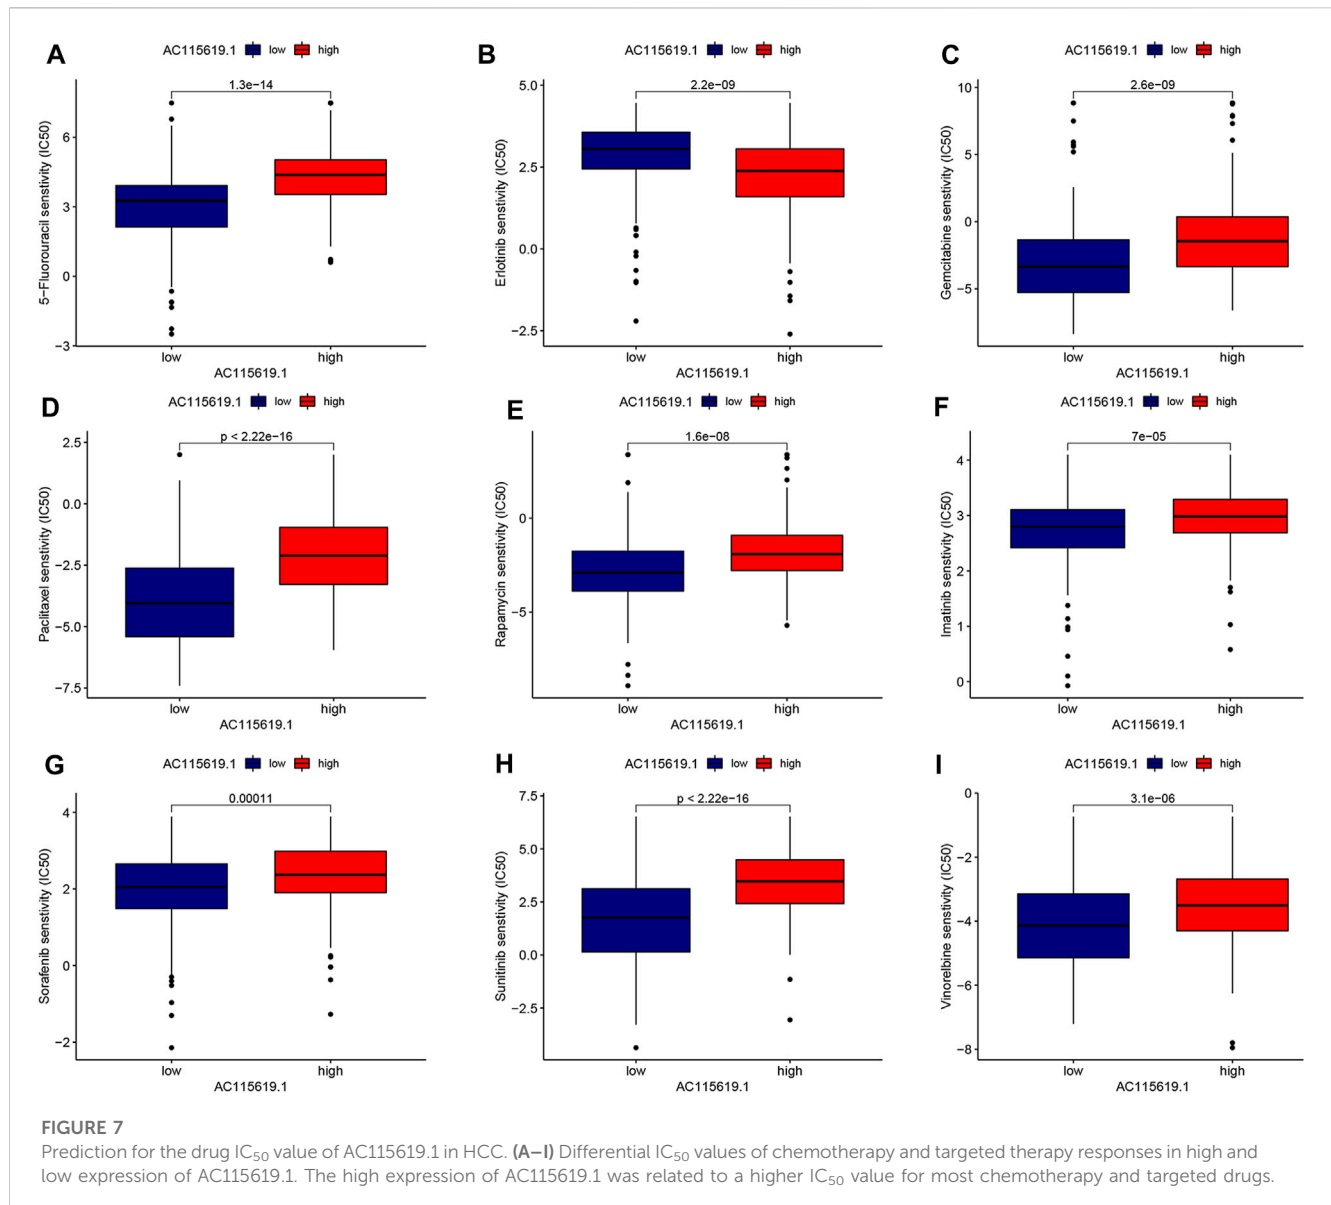 A
AC115619.1 low high
1.3e−14
5-Fluorouracil senstivity (IC50)
6
3
0
−3
low high
AC115619.1
B
AC115619.1 low high
2.2e−09
Erlotinib senstivity (IC50)
5.0
2.5
0.0
−2.5
low high
AC115619.1
C
AC115619.1 low high
2.6e−09
Gemcitabine senstivity (IC50)
10
5
0
−5
low high
AC115619.1
D
AC115619.1 low high
p < 2.22e−16
Paclitaxel senstivity (IC50)
2.5
0.0
−2.5
−5.0
−7.5
low high
AC115619.1
E
AC115619.1 low high
1.6e−08
Rapamycin senstivity (IC50)
0
−5
low high
AC115619.1
F
AC115619.1 low high
7e−05
Imatinib senstivity (IC50)
4
3
2
1
0
low high
AC115619.1
G
AC115619.1 low high
0.00011
Sorafenib senstivity (IC50)
4
2
0
−2
low high
AC115619.1
H
AC115619.1 low high
p < 2.22e−16
Sunitinib senstivity (IC50)
7.5
5.0
2.5
0.0
−2.5
low high
AC115619.1
I
AC115619.1 low high
3.1e−06
Vinorelbine senstivity (IC50)
0
−2
−4
−6
−8
low high
AC115619.1
FIGURE 7
Prediction for the drug IC50 value of AC115619.1 in HCC. (A–I) Differential IC50 values of chemotherapy and targeted therapy responses in high and
low expression of AC115619.1. The high expression of AC115619.1 was related to a higher IC50 value for most chemotherapy and targeted drugs.